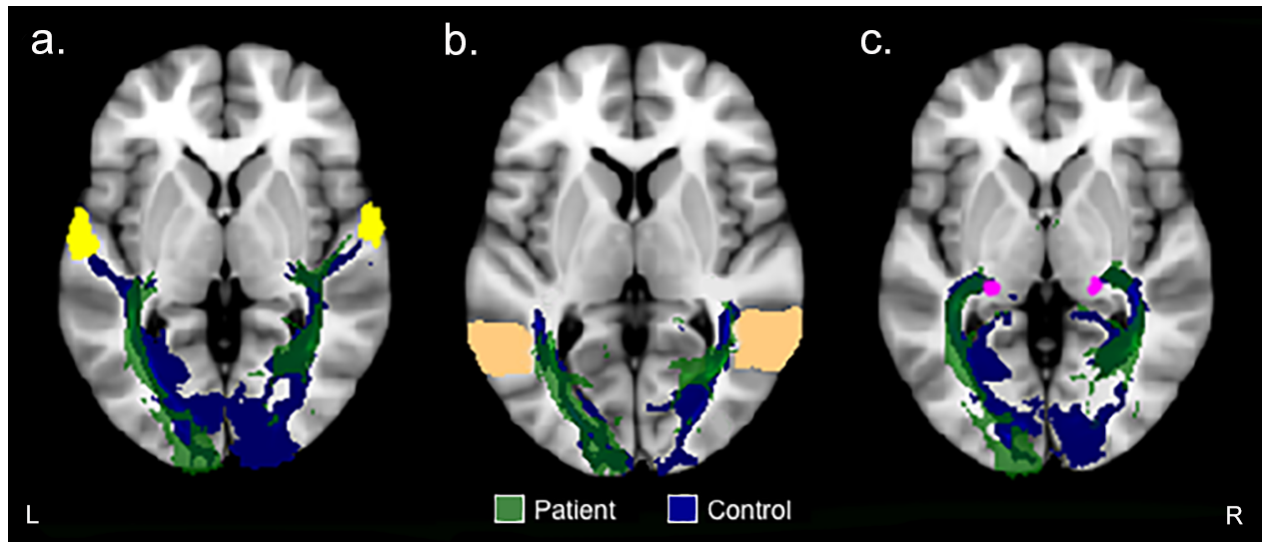 a.
b.
c.
L
Patient
Control
R